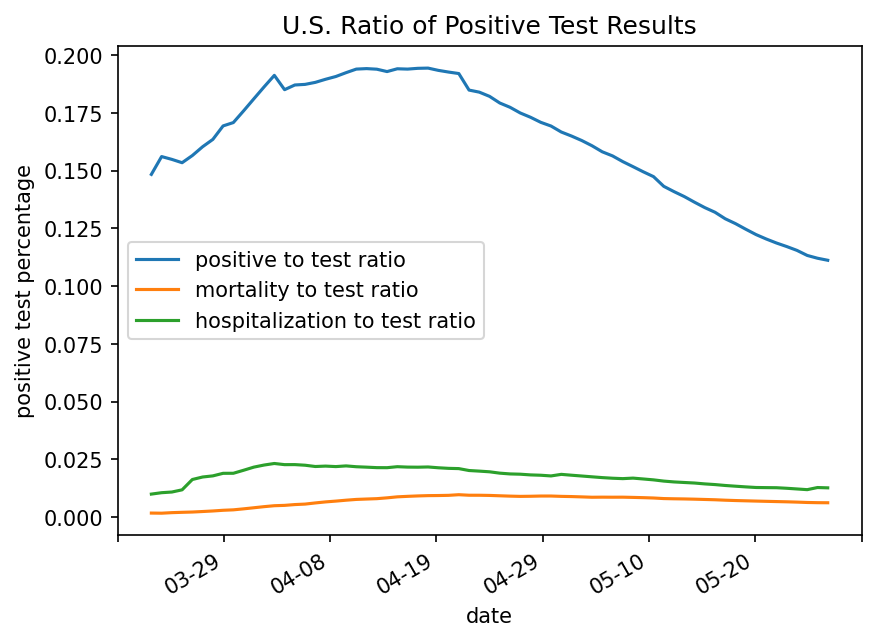 U.S. Ratio of Positive Test Results
0.200
0.175
0.150
0.125
0.100
0.075
0.050
0.025
0.000
positive test percentage
positive to test ratio
mortality to test ratio
hospitalization to test ratio
03-29
04-08
04-19
04-29
05-10
05-20
date